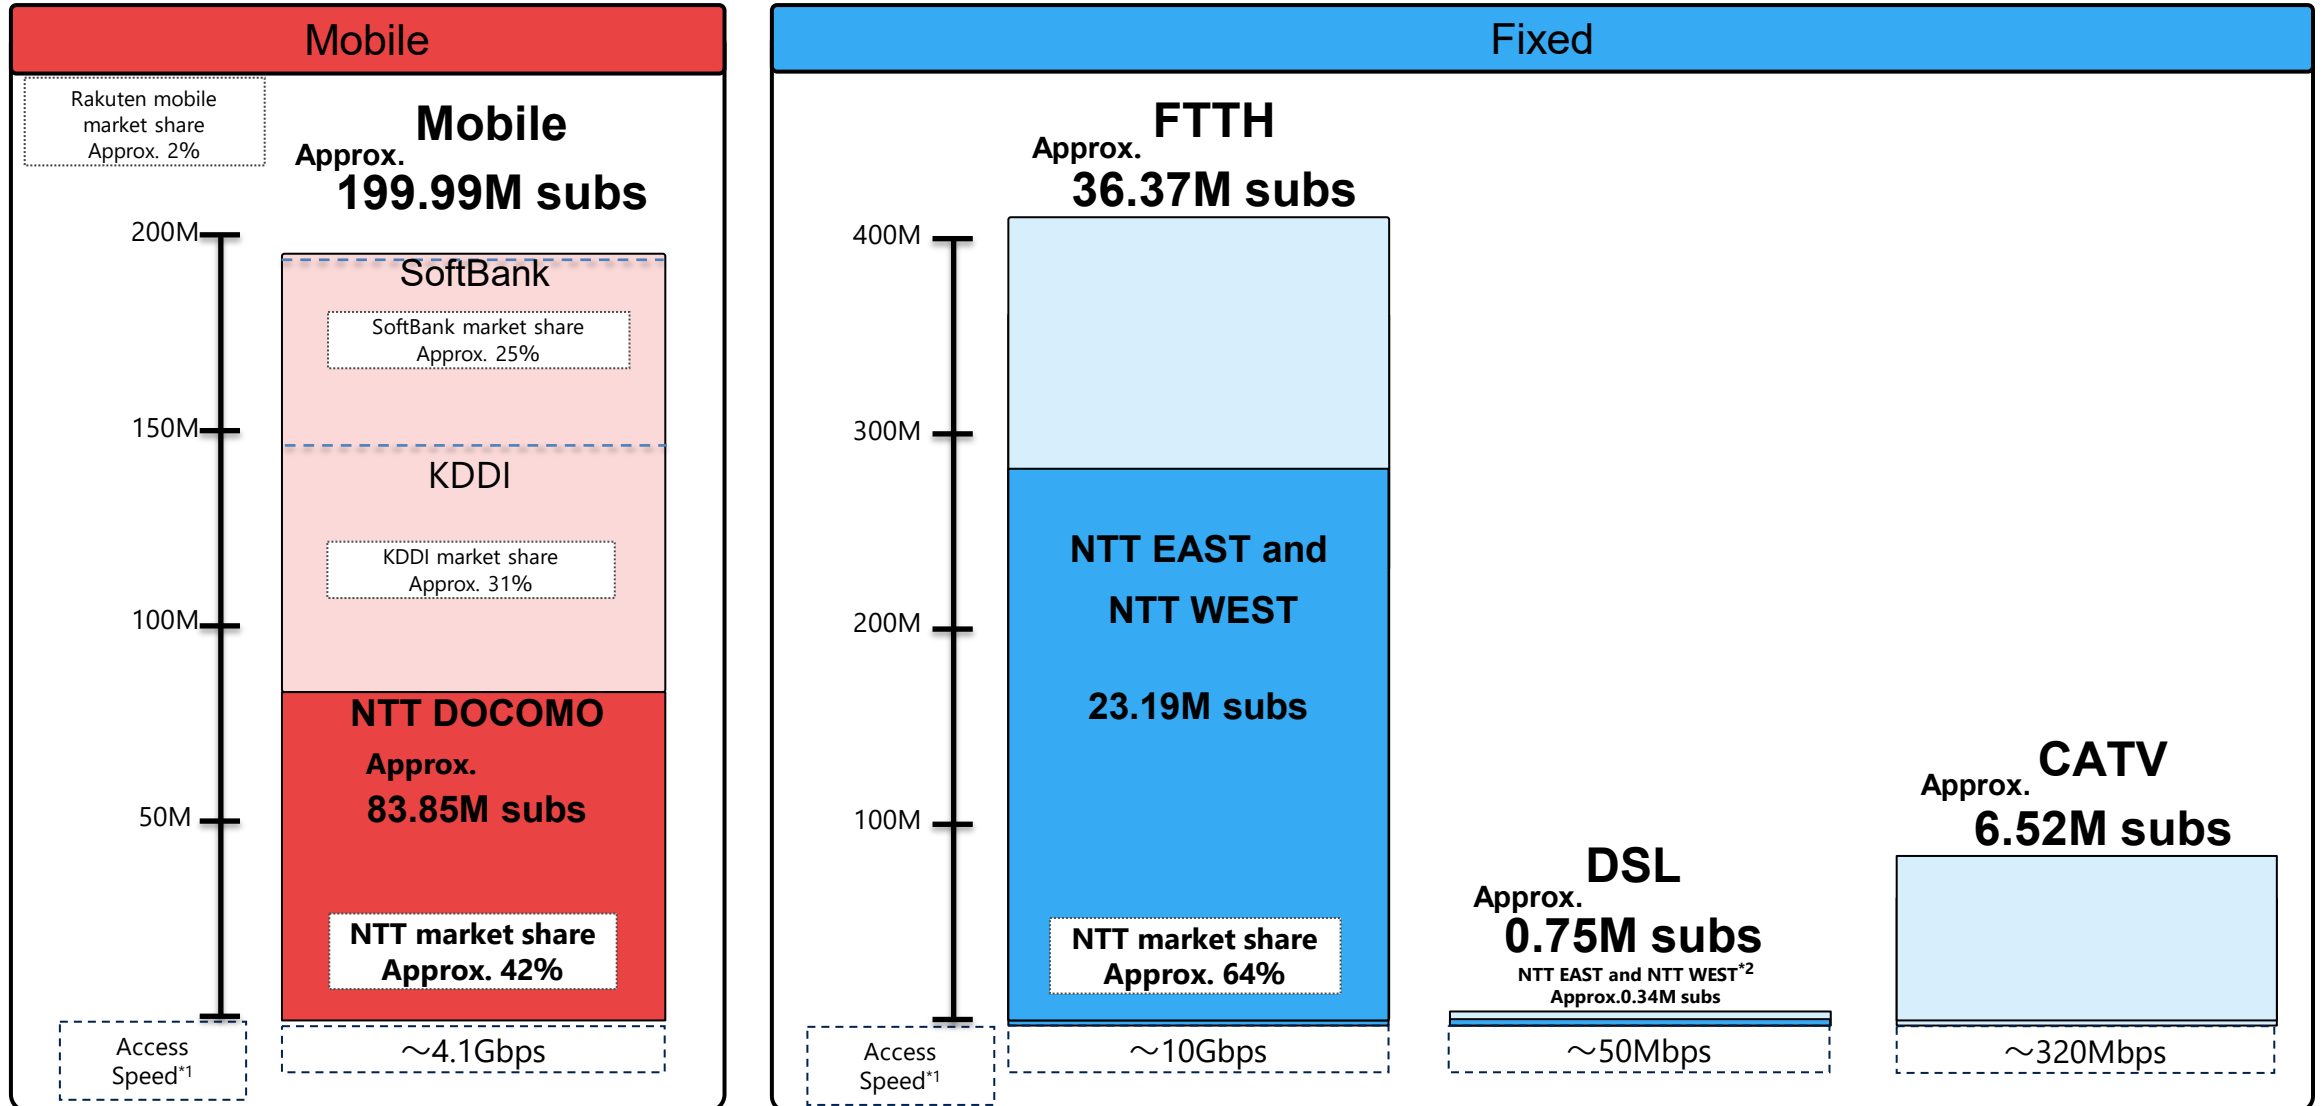 Mobile
Rakuten mobile
market share
Approx. 2%
Mobile
Approx.
199.99M subs
200M
150M
100M
50M
SoftBank
SoftBank market share
Approx. 25%
KDDI
KDDI market share
Approx. 31%
NTT DOCOMO
Approx.
83.85M subs
NTT market share
Approx. 42%
Access
Speed*1
～4.1Gbps
Fixed
FTTH
Approx.
36.37M subs
400M
300M
200M
100M
NTT EAST and
NTT WEST
23.19M subs
NTT market share
Approx. 64%
DSL
Approx.
0.75M subs
NTT EAST and NTT WEST*2
Approx.0.34M subs
CATV
Approx.
6.52M subs
Access
Speed*1
～10Gbps
～50Mbps
～320Mbps